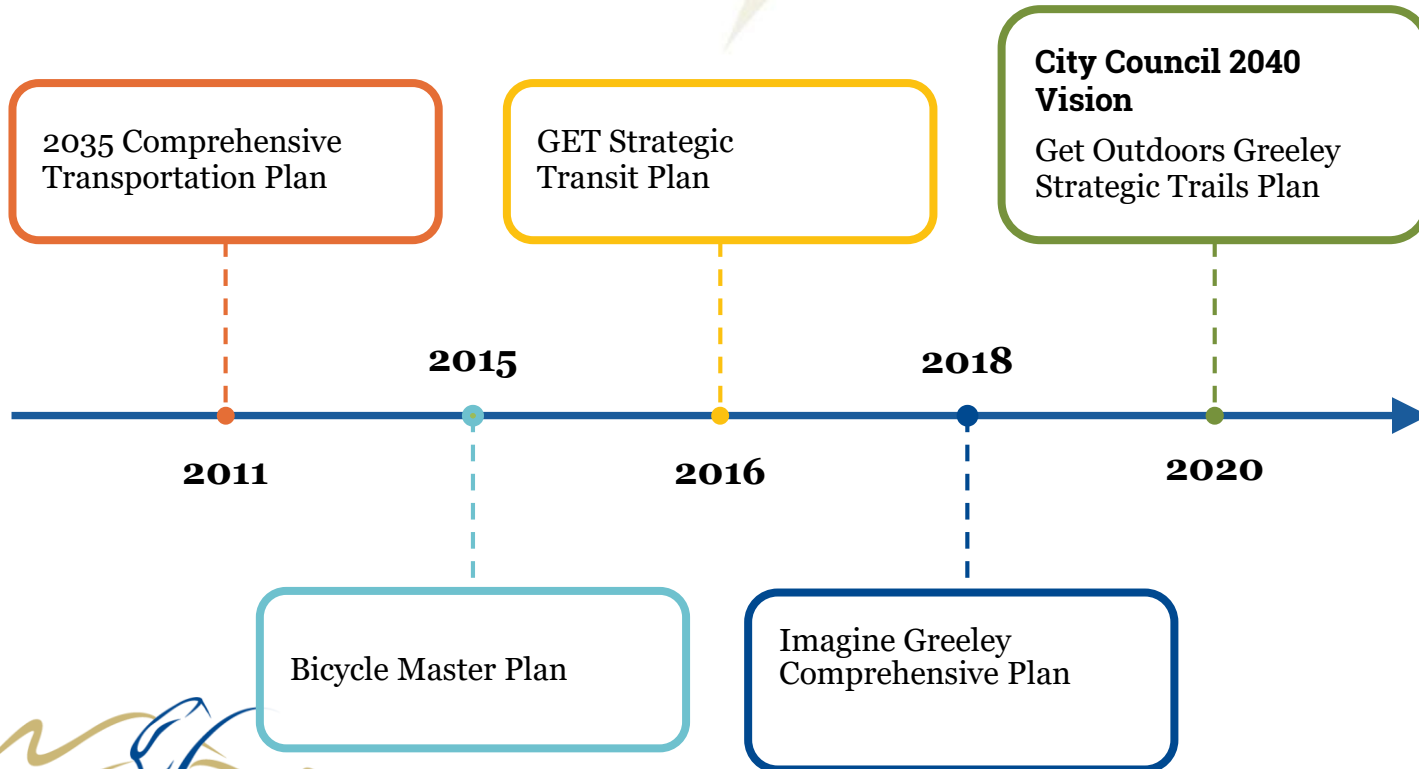 City Council 2040
Vision
Get Outdoors Greeley
Strategic Trails Plan
2035 Comprehensive
Transportation Plan
GET Strategic
Transit Plan
2015
2018
2011
2016
2020
Bicycle Master Plan
Imagine Greeley
Comprehensive Plan